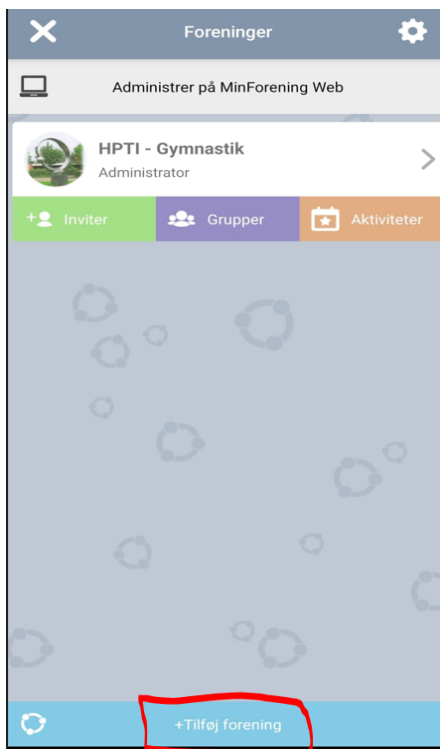 Foreninger
Administrer på MinForening Web
HPTI - Gymnastik
Administrator
+ Inviter
Grupper
Aktiviteter
+Tilføj forening